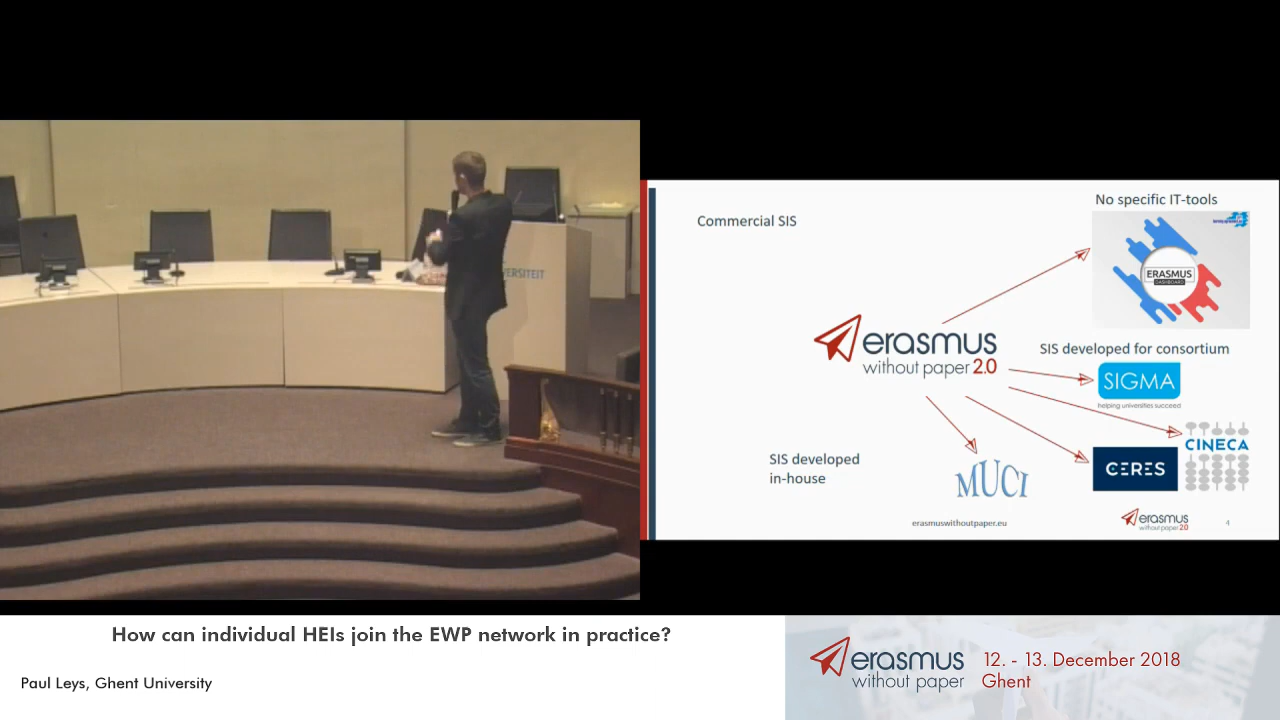 VERSITEIT
Commercial SIS
No specific IT-tools
ERASMUS
DASHBOARD
erasmus
without paper 2.0
SIS developed for consortium
SIGMA
helping universities succeed
CINECA
CERES
SIS developed
in-house
MUCI
erasmuswithoutpaper.eu
erasmus
without paper 2.0
4
How can individual HEIs join the EWP network in practice?
Paul Leys, Ghent University
erasmus
without paper
12. - 13. December 2018
Ghent